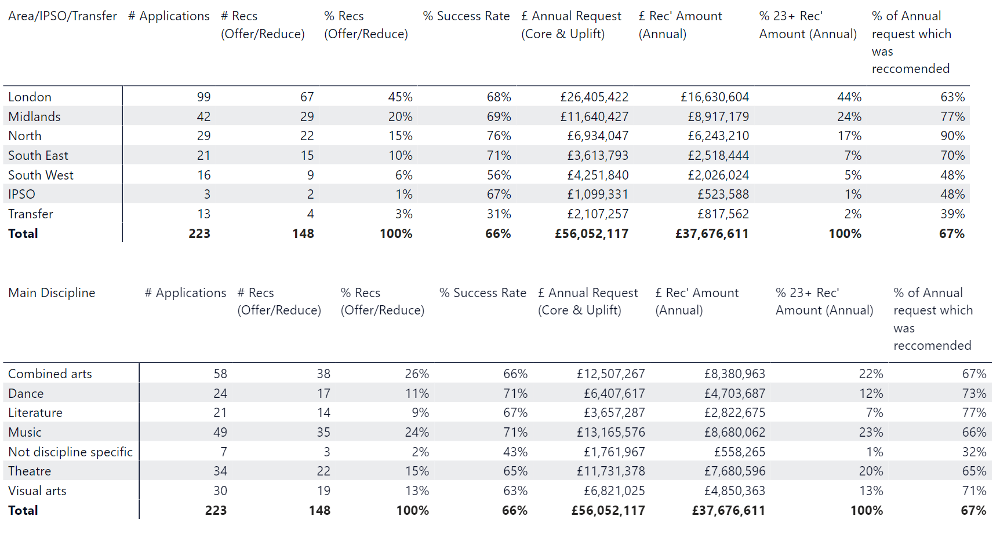 Area/IPSO/Transfer # Applications # Recs % Recs % Success Rate £ Annual Request £ Rec' Amount % 23+ Rec' % of Annual
(Offer/Reduce) (Offer/Reduce) (Core & Uplift) (Annual) Amount (Annual) request which
was
reccomended
London 99 67 45% 68% £26,405,422 £16,630,604 44% 63%
Midlands 42 29 20% 69% £11,640,427 £8,917,179 24% 77%
North 29 22 15% 76% £6,934,047 £6,243,210 17% 90%
South East 21 15 10% 71% £3,613,793 £2,518,444 7% 70%
South West 16 9 6% 56% £4,251,840 £2,026,024 5% 48%
IPSO 3 2 1% 67% £1,099,331 £523,588 1% 48%
Transfer 13 4 3% 31% £2,107,257 £817,562 2% 39%
Total 223 148 100% 66% £56,052,117 £37,676,611 100% 67%
Main Discipline # Applications # Recs % Recs % Success Rate £ Annual Request £ Rec' Amount % 23+ Rec' % of Annual
(Offer/Reduce) (Offer/Reduce) (Core & Uplift) (Annual) Amount (Annual) request which
was
reccomended
Combined arts 58 38 26% 66% £12,507,267 £8,380,963 22% 67%
Dance 24 17 11% 71% £6,407,617 £4,703,687 12% 73%
Literature 21 14 9% 67% £3,657,287 £2,822,675 7% 77%
Music 49 35 24% 71% £13,165,576 £8,680,062 23% 66%
Not discipline specific 7 3 2% 43% £1,761,967 £558,265 1% 32%
Theatre 34 22 15% 65% £11,731,378 £7,680,596 20% 65%
Visual arts 30 19 13% 63% £6,821,025 £4,850,363 13% 71%
Total 223 148 100% 66% £56,052,117 £37,676,611 100% 67%